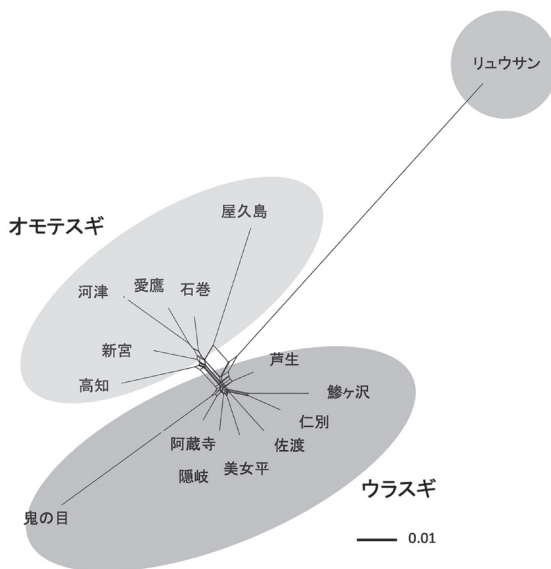 リュウサン
オモテスギ
屋久島
愛鷹
石巻
河津
新宮
高知
芦生
鰺ヶ沢
仁別
佐渡
阿蔵寺
美女平
隠岐
ウラスギ
鬼の目
0.01